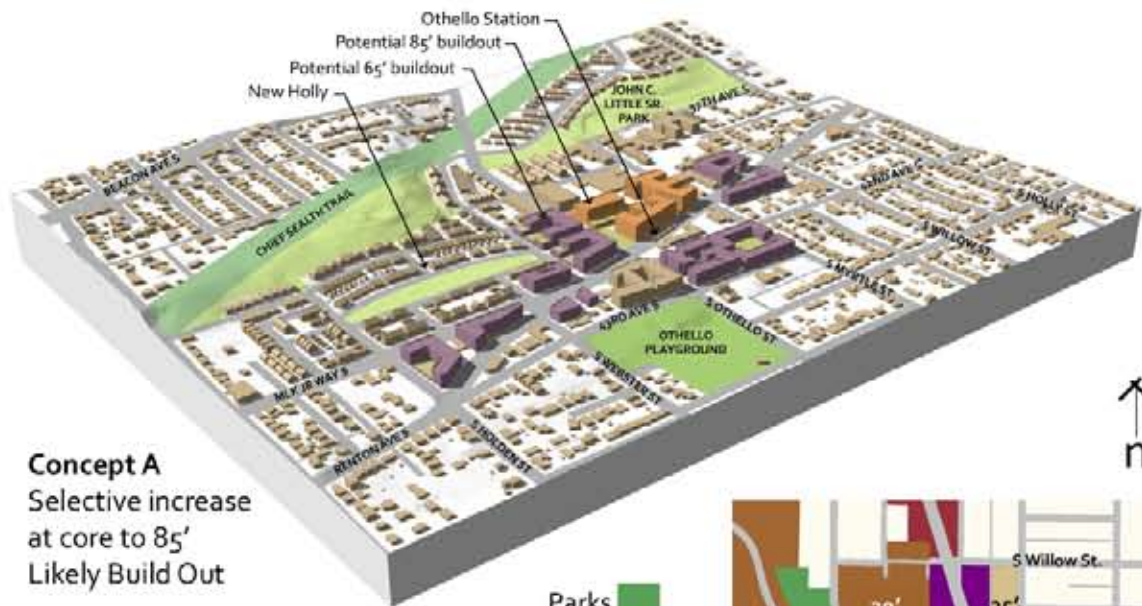 Othello Station
Potential 85' buildout
Potential 65' buildout
New Holly
JOHN C.
LITTLE SR.
PARK
37TH AVE S
BEACON AVE S
CHIEF SEALTH TRAIL
42ND AVE S
S HOLLY ST
S WILLOW ST
S MYRTLE ST
S OTHELLO ST
43RD AVE S
OTHELLO
PLAYGROUND
S WEBSTER ST
MLK JR WAY S
RENTON AVE S
S HOLDEN ST
n
Concept A
Selective increase
at core to 85'
Likely Build Out
Parks
S Willow St.